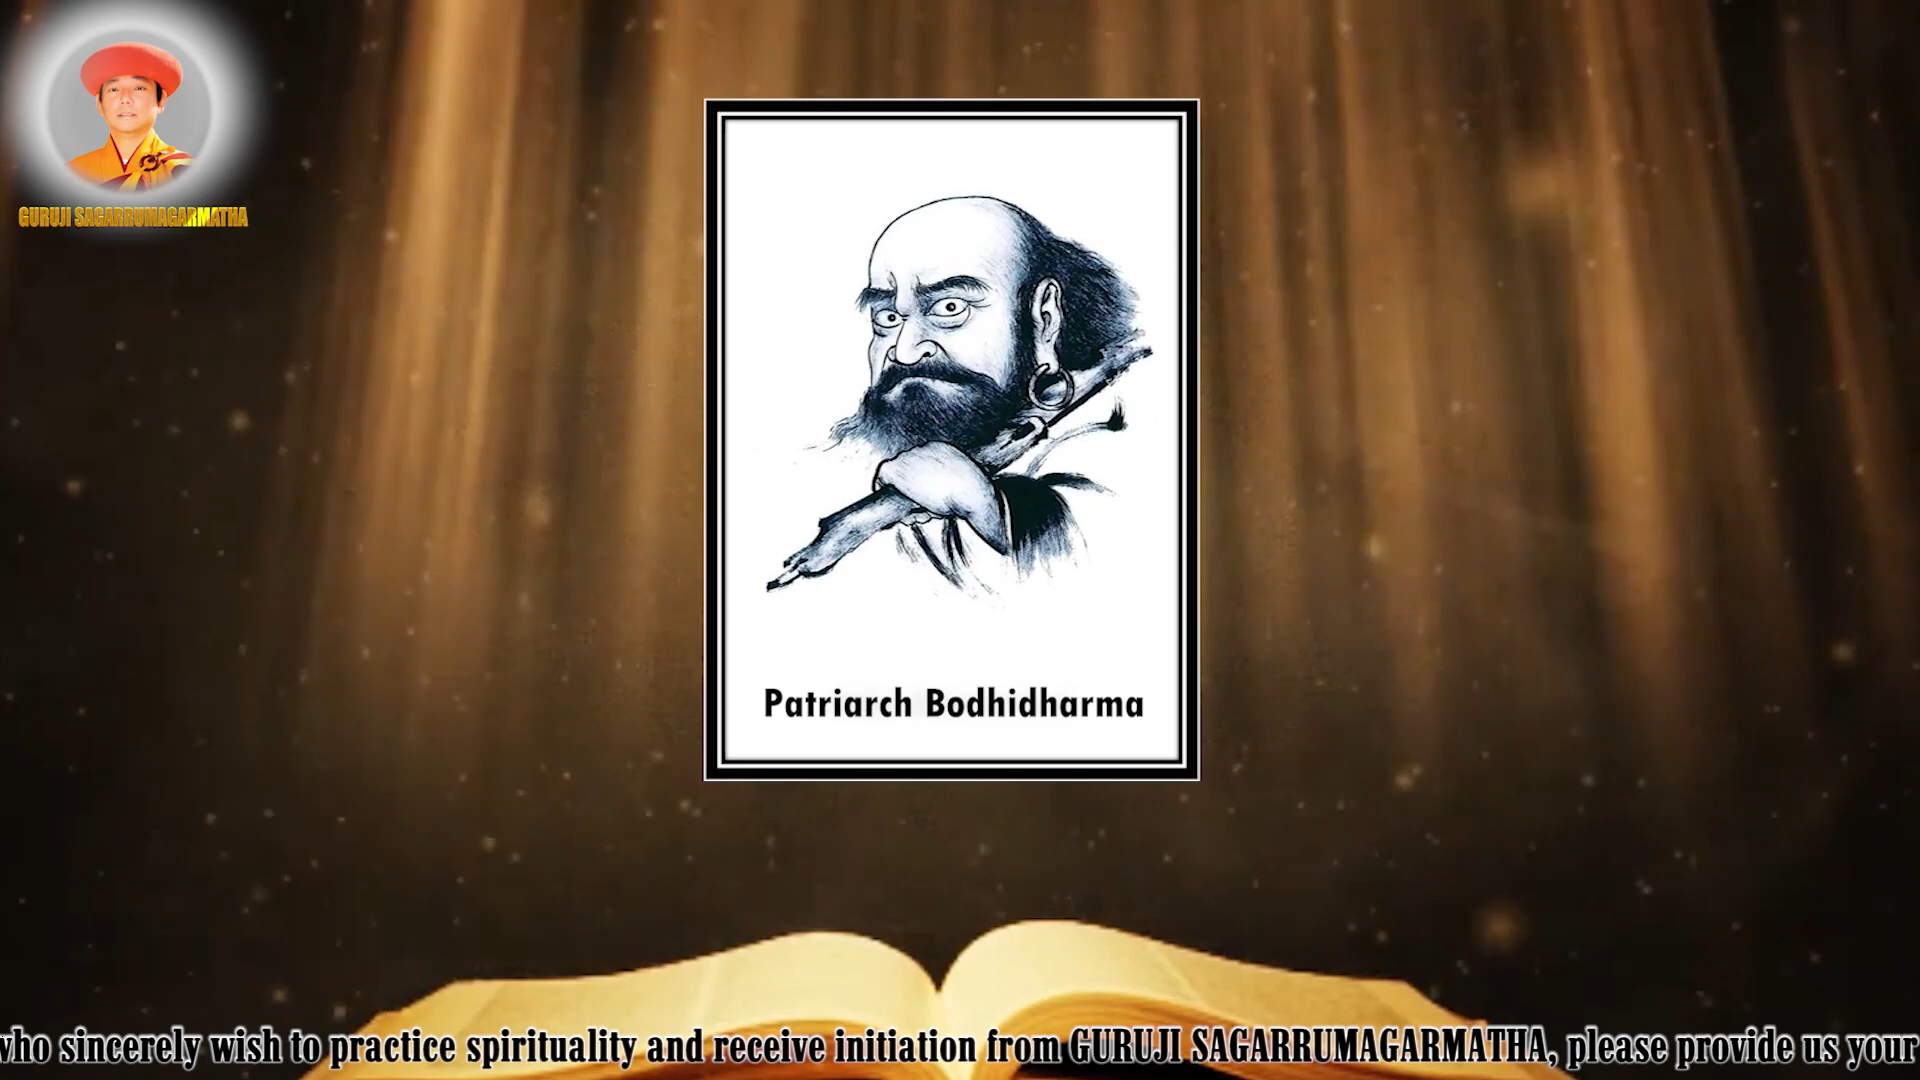 GURUJI SAGARRUMAGARMATHA
Patriarch Bodhidharma
who sincerely wish to practice spirituality and receive initiation from GURUJI SAGARRUMAGARMATHA, please provide us your